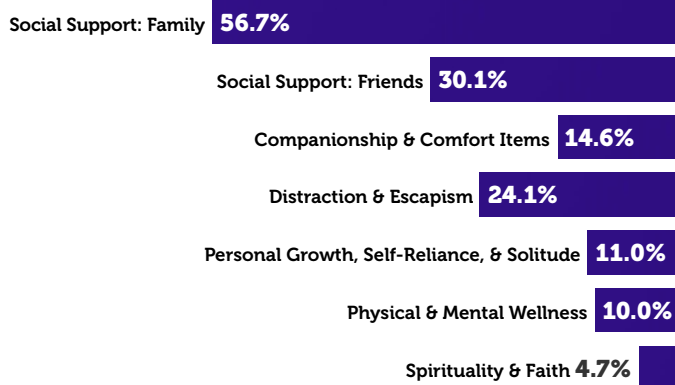 Social Support: Family 56.7%
Social Support: Friends 30.1%
Companionship & Comfort Items 14.6%
Distraction & Escapism 24.1%
Personal Growth, Self-Reliance, & Solitude 11.0%
Physical & Mental Wellness 10.0%
Spirituality & Faith 4.7%